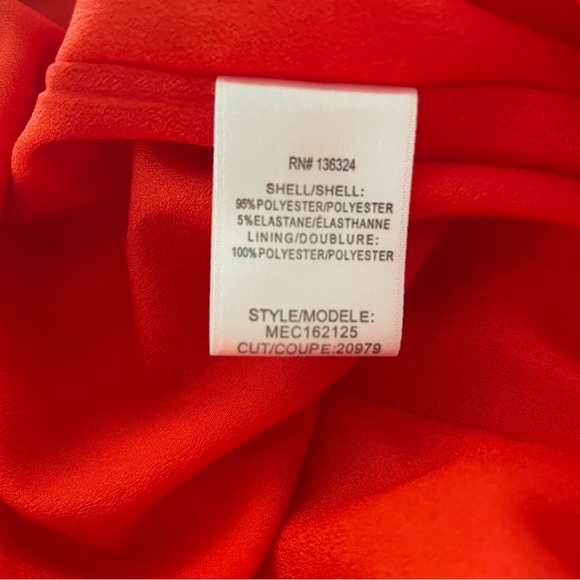 RN# 136324
SHELL/SHELL:
95%POLYESTER/POLYESTER
5%ELASTANE/ÉLASTHANNE
LINING/DOUBLURE:
100%POLYESTER/POLYESTER
STYLE/MODELE:
MEC162125
CUT/COUPE:20979